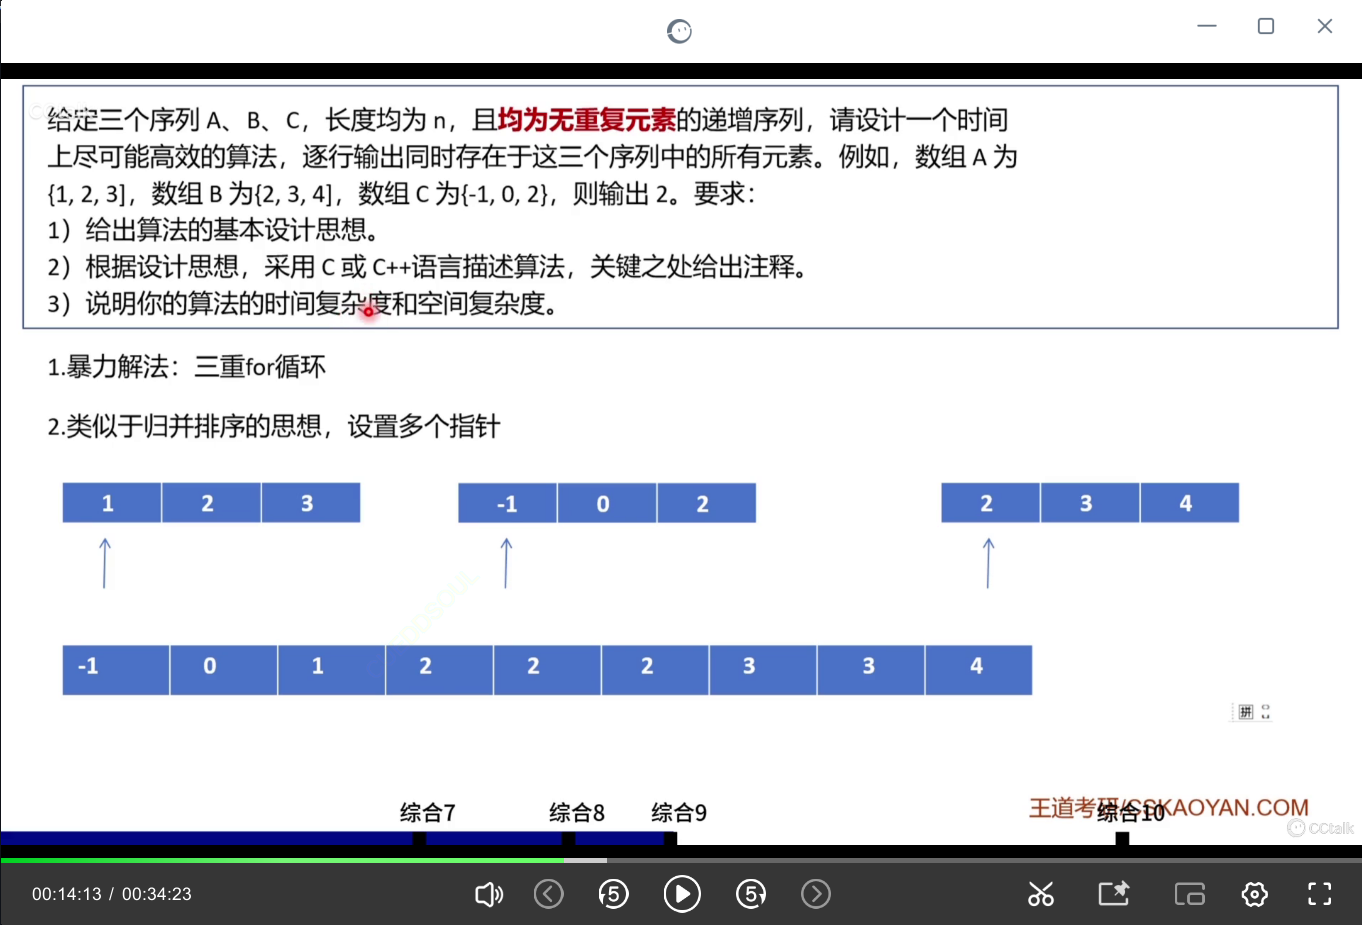 给定三个序列 A、B、C，长度均为 n，且均为无重复元素的递增序列，请设计一个时间
上尽可能高效的算法，逐行输出同时存在于这三个序列中的所有元素。例如，数组 A 为
{1, 2, 3]，数组 B 为{2, 3, 4]，数组 C 为{-1, 0, 2}，则输出 2。要求：
1）给出算法的基本设计思想。
2）根据设计思想，采用 C 或 C++语言描述算法，关键之处给出注释。
3）说明你的算法的时间复杂度和空间复杂度。
1.暴力解法：三重for循环
2.类似于归并排序的思想，设置多个指针
1 2 3 -1 0 2 2 3 4
-1 0 1 2 2 2 3 3 4
拼
综合7 综合8 综合9 综合10
王道考研/CSKAOYAN.COM
CCtalk
00:14:13 / 00:34:23 5 5